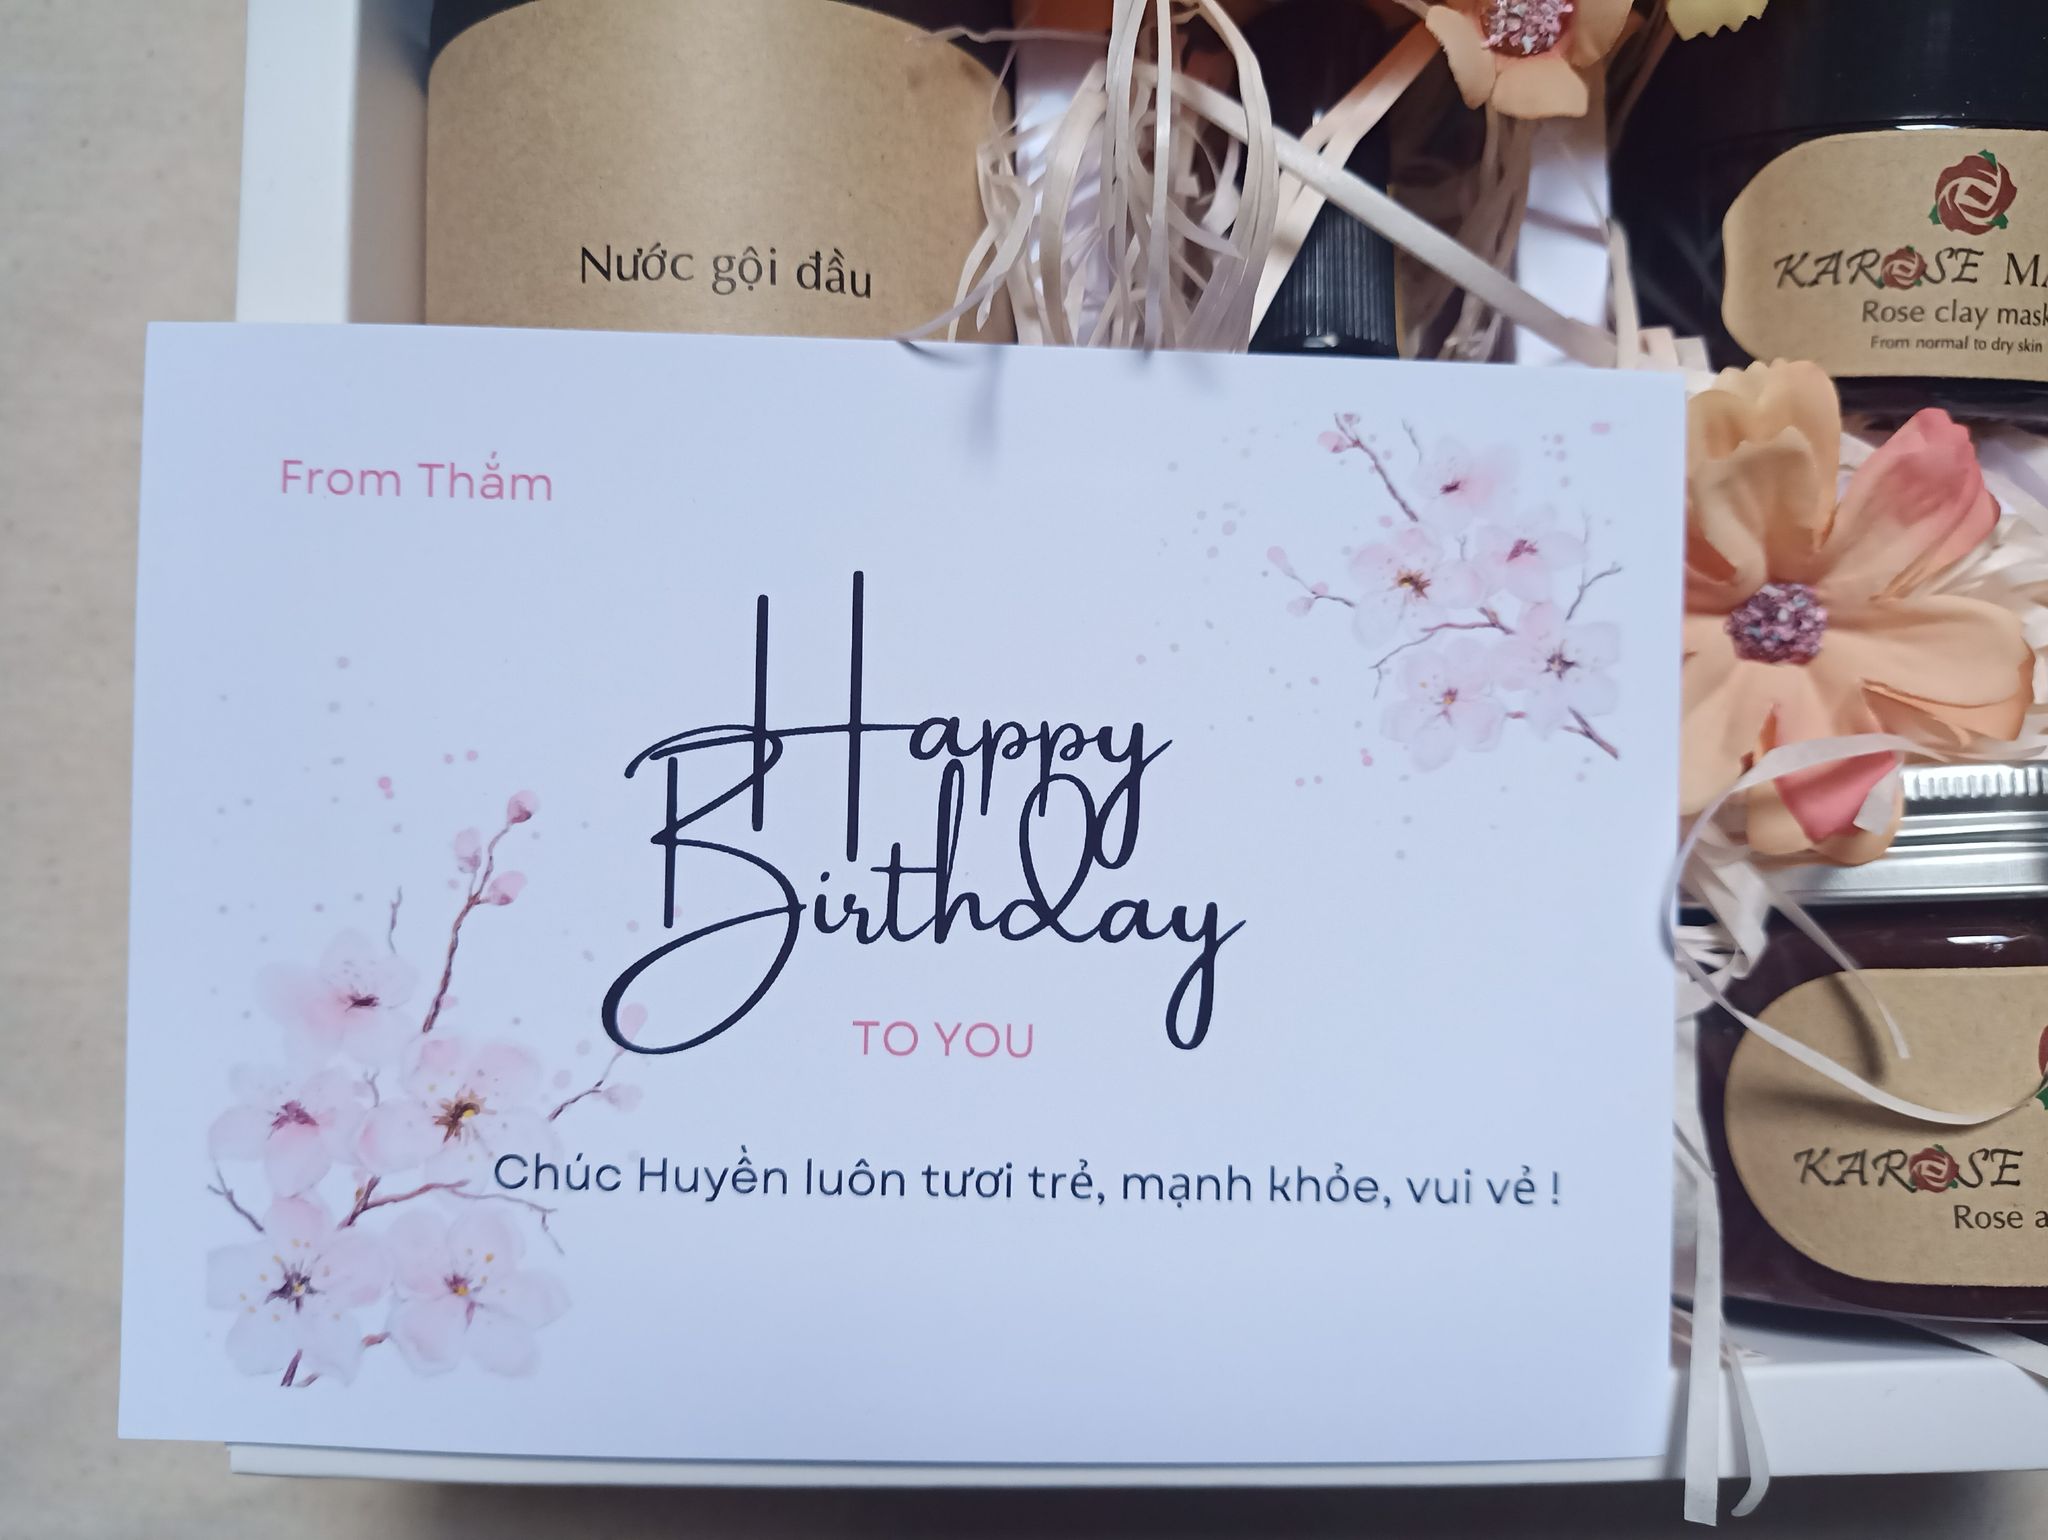 Nước gội đầu
KAROSE
Rose clay mask
From normal to dry skin
From Thắm
Happy
Birthday
TO YOU
Chúc Huyền luôn tươi trẻ, mạnh khỏe, vui vẻ !
KAROSE
Rose